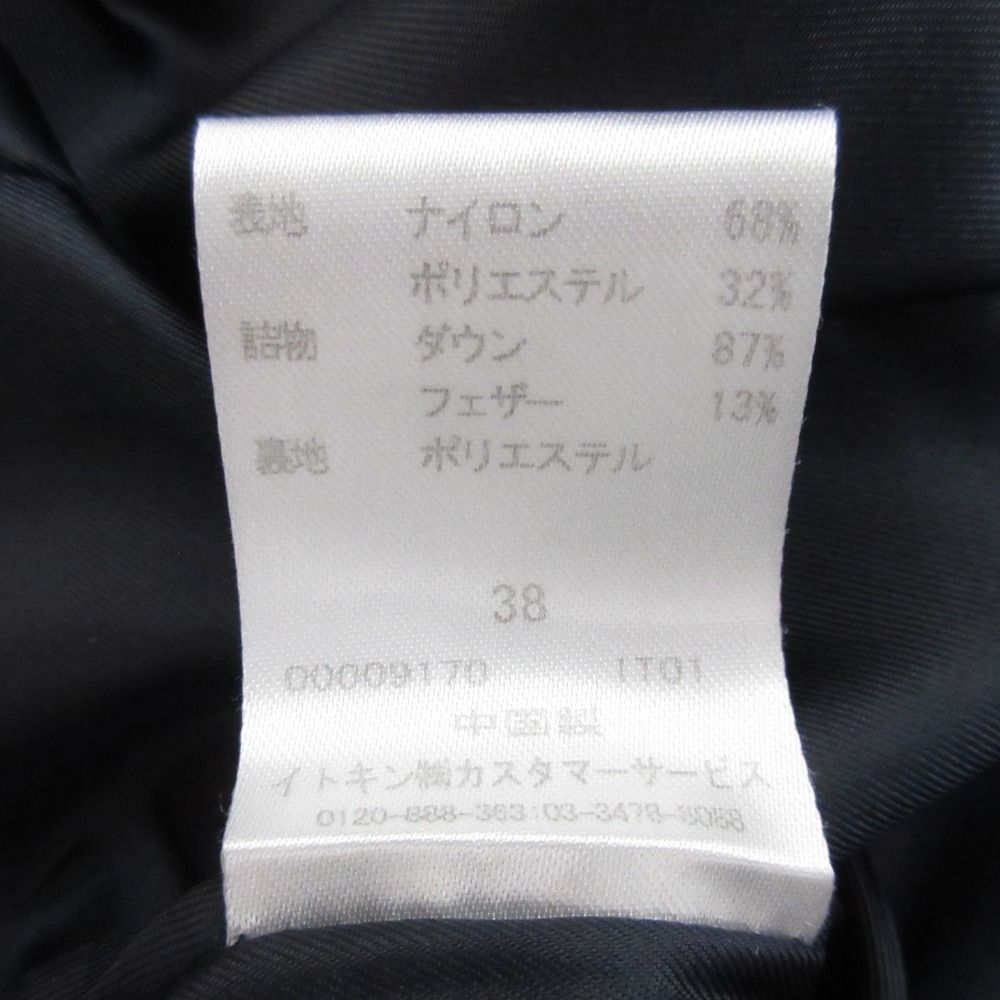 表地 ナイロン 68%
ポリエステル 32%
詰物 ダウン 87%
フェザー 13%
裏地 ポリエステル
38
00009170 IT01
中国製
イトキン㈱カスタマーサービス
0120-888-363:03-3478-8088